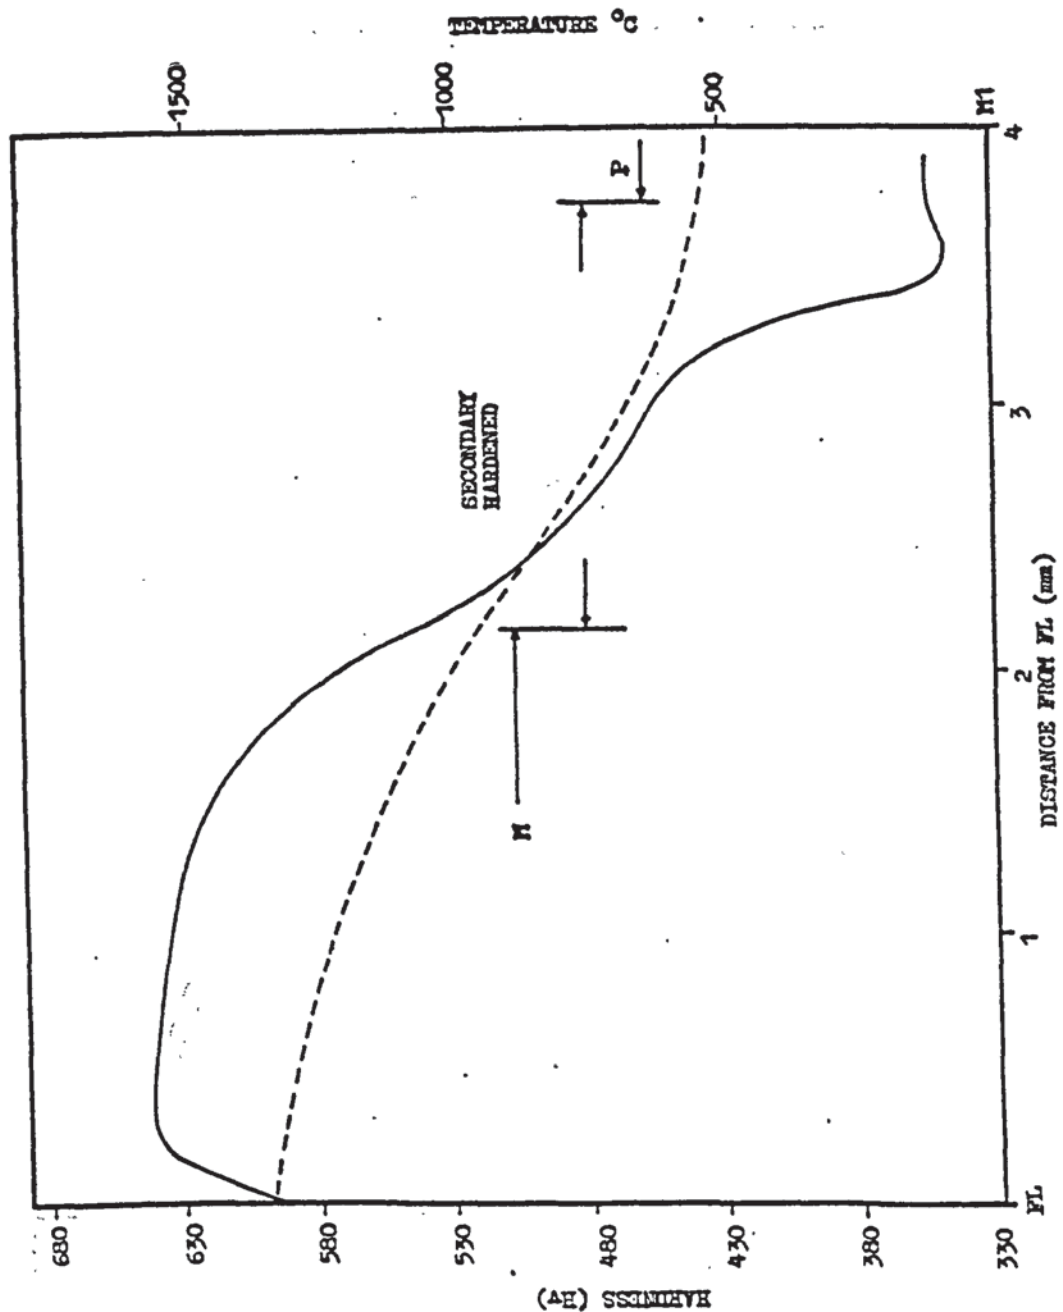 TEMPERATURE °C
1500
1000
500
M1
HARDNESS (Hv)
680
630
580
530
480
430
380
330
SECONDARY
HARDENED
M
P
FL
1
2
3
4
DISTANCE FROM FL (mm)